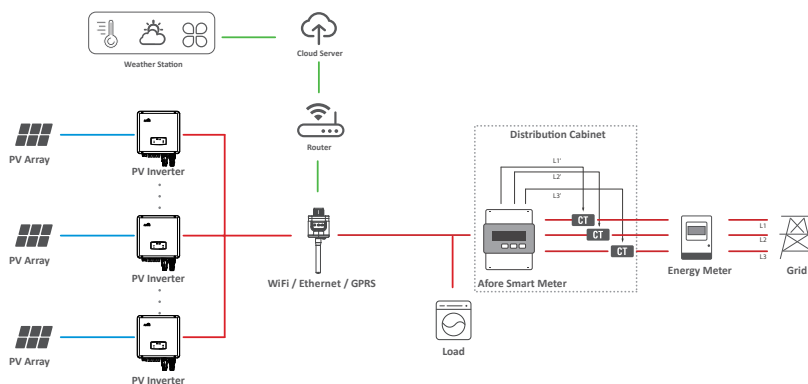 Weather Station
Cloud Server
Router
PV Array
PV Inverter
PV Array
PV Inverter
PV Array
PV Inverter
WiFi / Ethernet / GPRS
Load
Distribution Cabinet
L1'
L2'
L3'
CT
CT
CT
Afore Smart Meter
Energy Meter
L1
L2
L3
Grid